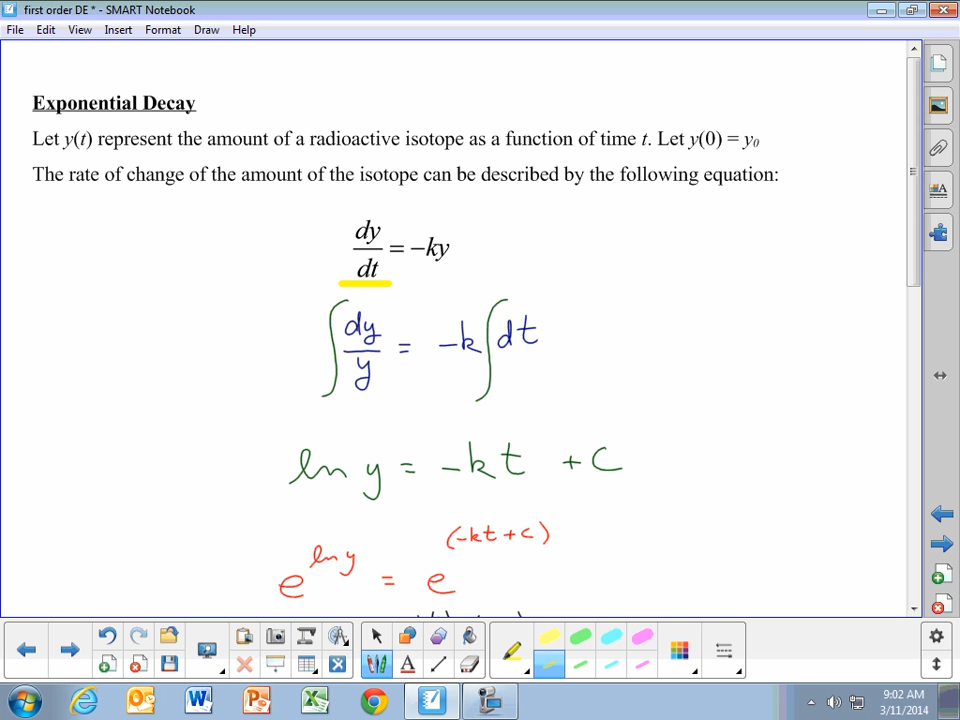 first order DE * - SMART Notebook
File Edit View Insert Format Draw Help
Exponential Decay
Let y(t) represent the amount of a radioactive isotope as a function of time t. Let y(0) = y₀
The rate of change of the amount of the isotope can be described by the following equation:
dy/dt = -ky
∫ dy/y = -k ∫ dt
ln y = -kt + c
e^(ln y) = e^(-kt + c)
9:02 AM
3/11/2014